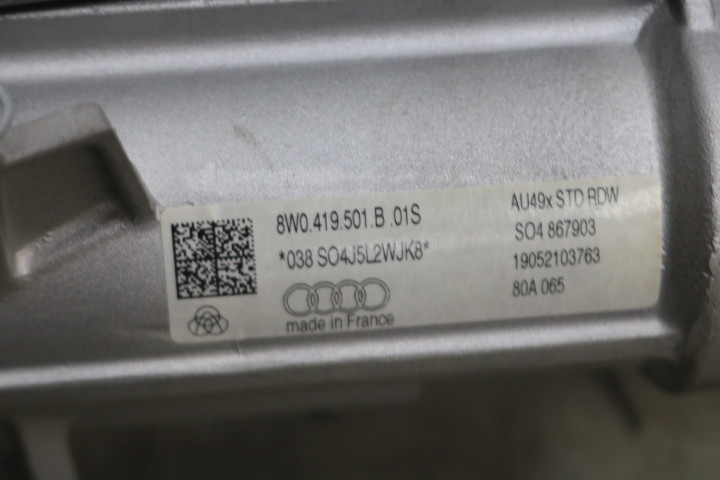 8W0.419.501.B .01S
*038 SO4J5L2WJK8*
made in France
AU49x STD RDW
SO4 867903
19052103763
80A 065